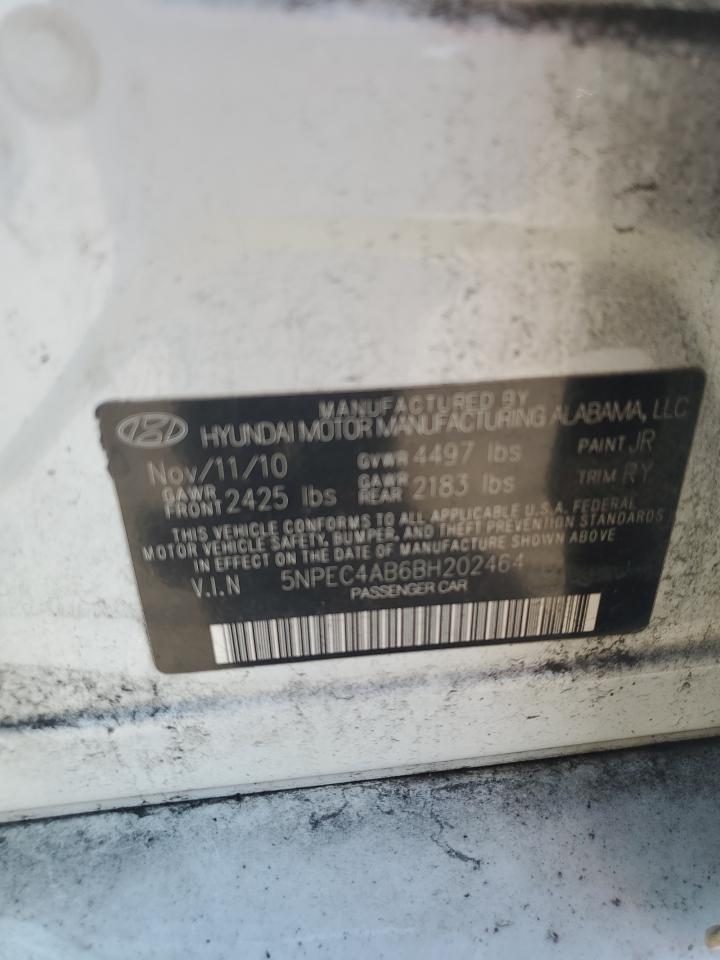 MANUFACTURED BY
HYUNDAI MOTOR MANUFACTURING ALABAMA, LLC
Nov/11/10 GVWR 4497 lbs PAINT JR
GAWR FRONT 2425 lbs GAWR REAR 2183 lbs TRIM RY
THIS VEHICLE CONFORMS TO ALL APPLICABLE U.S.A. FEDERAL
MOTOR VEHICLE SAFETY, BUMPER, AND THEFT PREVENTION STANDARDS
IN EFFECT ON THE DATE OF MANUFACTURE SHOWN ABOVE
V.I.N 5NPEC4AB6BH202464
PASSENGER CAR